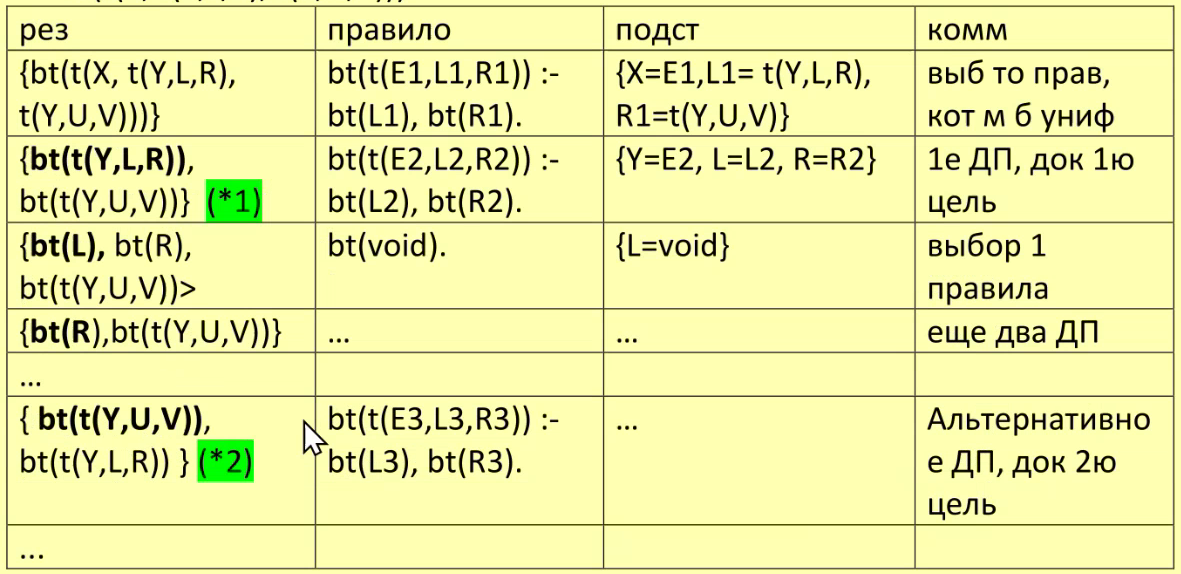 рез
правило
подст
комм
{bt(t(X, t(Y,L,R),
t(Y,U,V)))}
bt(t(E1,L1,R1)) :-
bt(L1), bt(R1).
{X=E1,L1= t(Y,L,R),
R1=t(Y,U,V)}
выб то прав,
кот м б униф
{bt(t(Y,L,R)),
bt(t(Y,U,V))} (*1)
bt(t(E2,L2,R2)) :-
bt(L2), bt(R2).
{Y=E2, L=L2, R=R2}
1е ДП, док 1ю
цель
{bt(L), bt(R),
bt(t(Y,U,V))>
bt(void).
{L=void}
выбор 1
правила
{bt(R),bt(t(Y,U,V))}
...
...
еще два ДП
...
{ bt(t(Y,U,V)),
bt(t(Y,L,R)) } (*2)
bt(t(E3,L3,R3)) :-
bt(L3), bt(R3).
...
Альтернативно
е ДП, док 2ю
цель
...